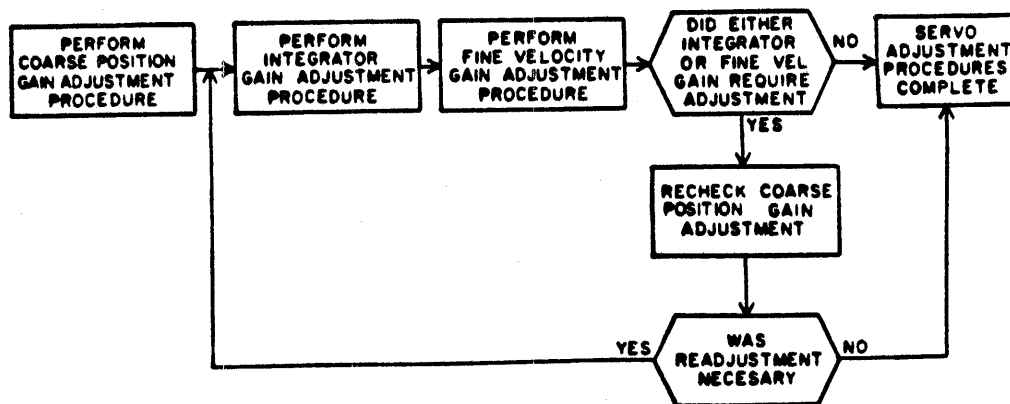 PERFORM
COARSE POSITION
GAIN ADJUSTMENT
PROCEDURE
PERFORM
INTEGRATOR
GAIN ADJUSTMENT
PROCEDURE
PERFORM
FINE VELOCITY
GAIN ADJUSTMENT
PROCEDURE
DID EITHER
INTEGRATOR
OR FINE VEL
GAIN REQUIRE
ADJUSTMENT
NO
SERVO
ADJUSTMENT
PROCEDURES
COMPLETE
YES
RECHECK COARSE
POSITION GAIN
ADJUSTMENT
YES
WAS
READJUSTMENT
NECESARY
NO